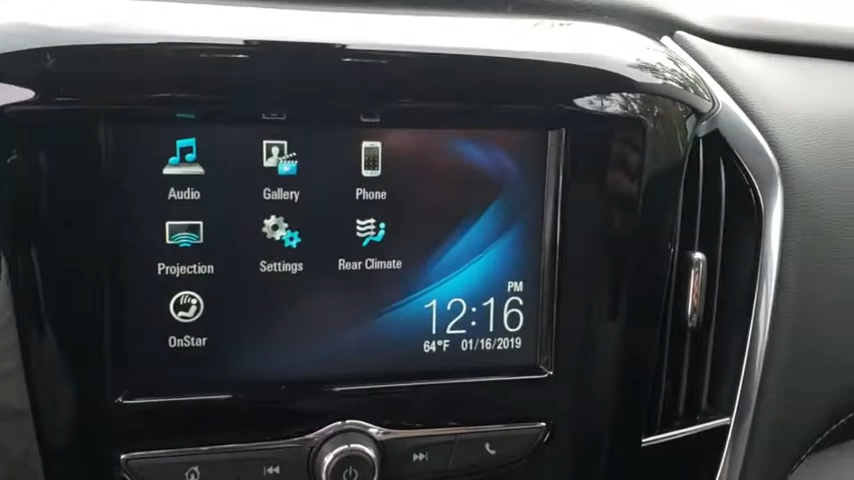 Audio Gallery Phone
Projection Settings Rear Climate
OnStar
PM
12:16
64°F 01/16/2019